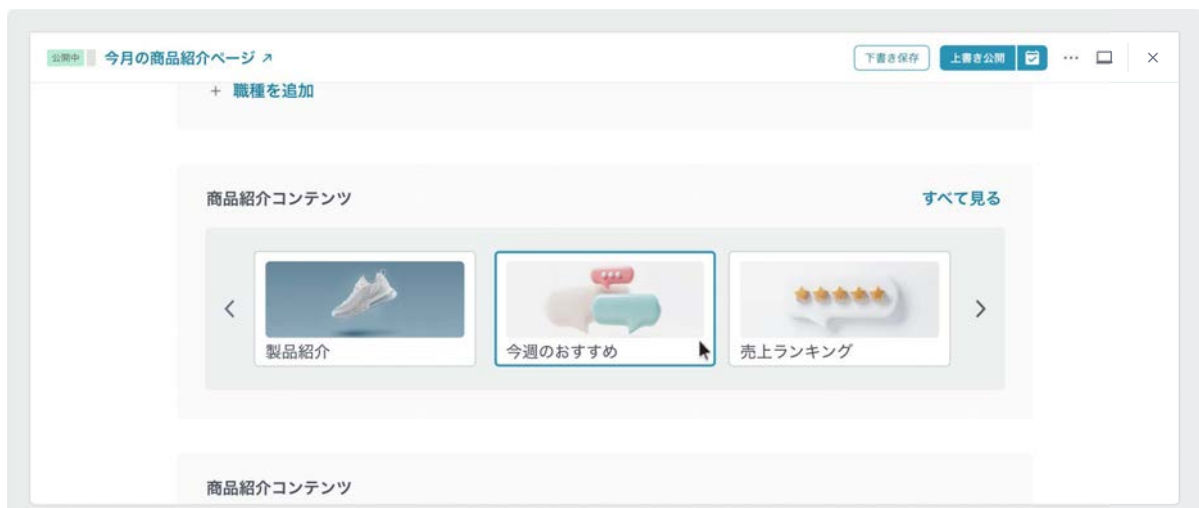 公開中 今月の商品紹介ページ 下書き保存 上書き公開
+ 職種を追加
商品紹介コンテンツ すべて見る
製品紹介 今週のおすすめ 売上ランキング
商品紹介コンテンツ